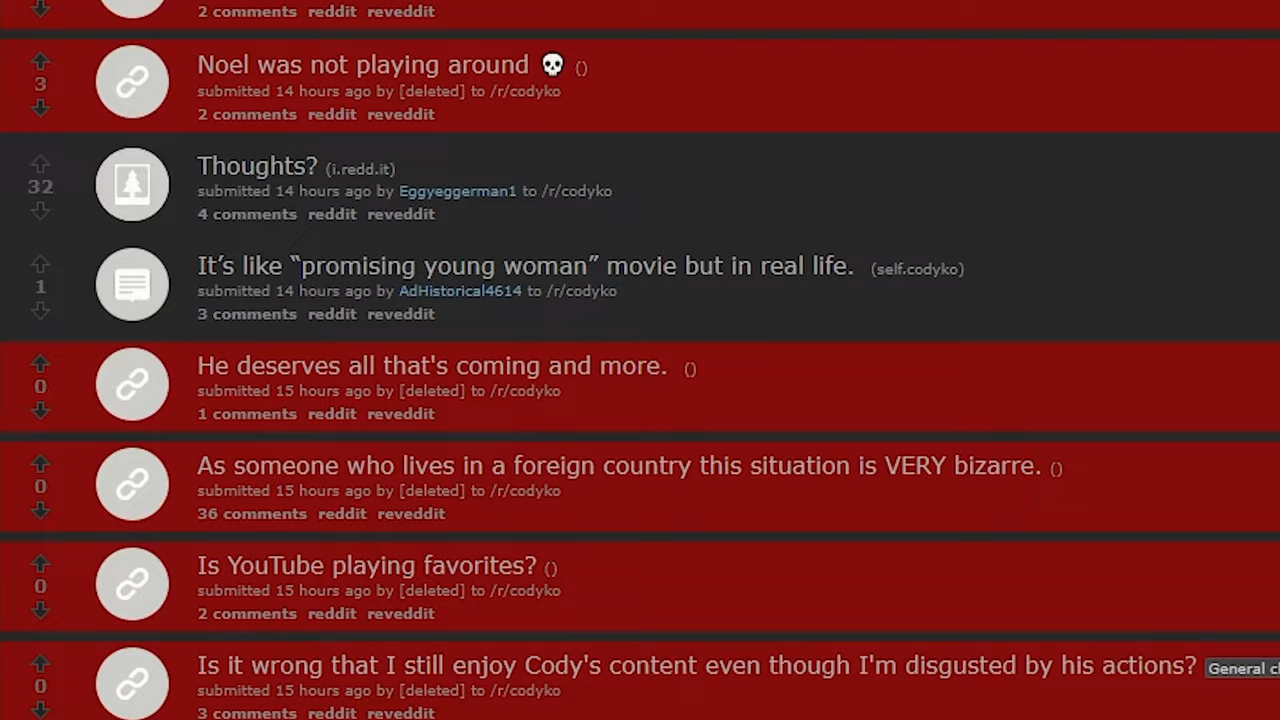 2 comments reddit reveddit
Noel was not playing around 💀 ()
3
submitted 14 hours ago by [deleted] to /r/codyko
2 comments reddit reveddit
Thoughts? (i.redd.it)
32
submitted 14 hours ago by Eggyeggerman1 to /r/codyko
4 comments reddit reveddit
It’s like “promising young woman” movie but in real life. (self.codyko)
1
submitted 14 hours ago by AdHistorical4614 to /r/codyko
3 comments reddit reveddit
He deserves all that's coming and more. ()
0
submitted 15 hours ago by [deleted] to /r/codyko
1 comments reddit reveddit
As someone who lives in a foreign country this situation is VERY bizarre. ()
0
submitted 15 hours ago by [deleted] to /r/codyko
36 comments reddit reveddit
Is YouTube playing favorites? ()
0
submitted 15 hours ago by [deleted] to /r/codyko
2 comments reddit reveddit
Is it wrong that I still enjoy Cody's content even though I'm disgusted by his actions? General
0
submitted 15 hours ago by [deleted] to /r/codyko
3 comments reddit reveddit